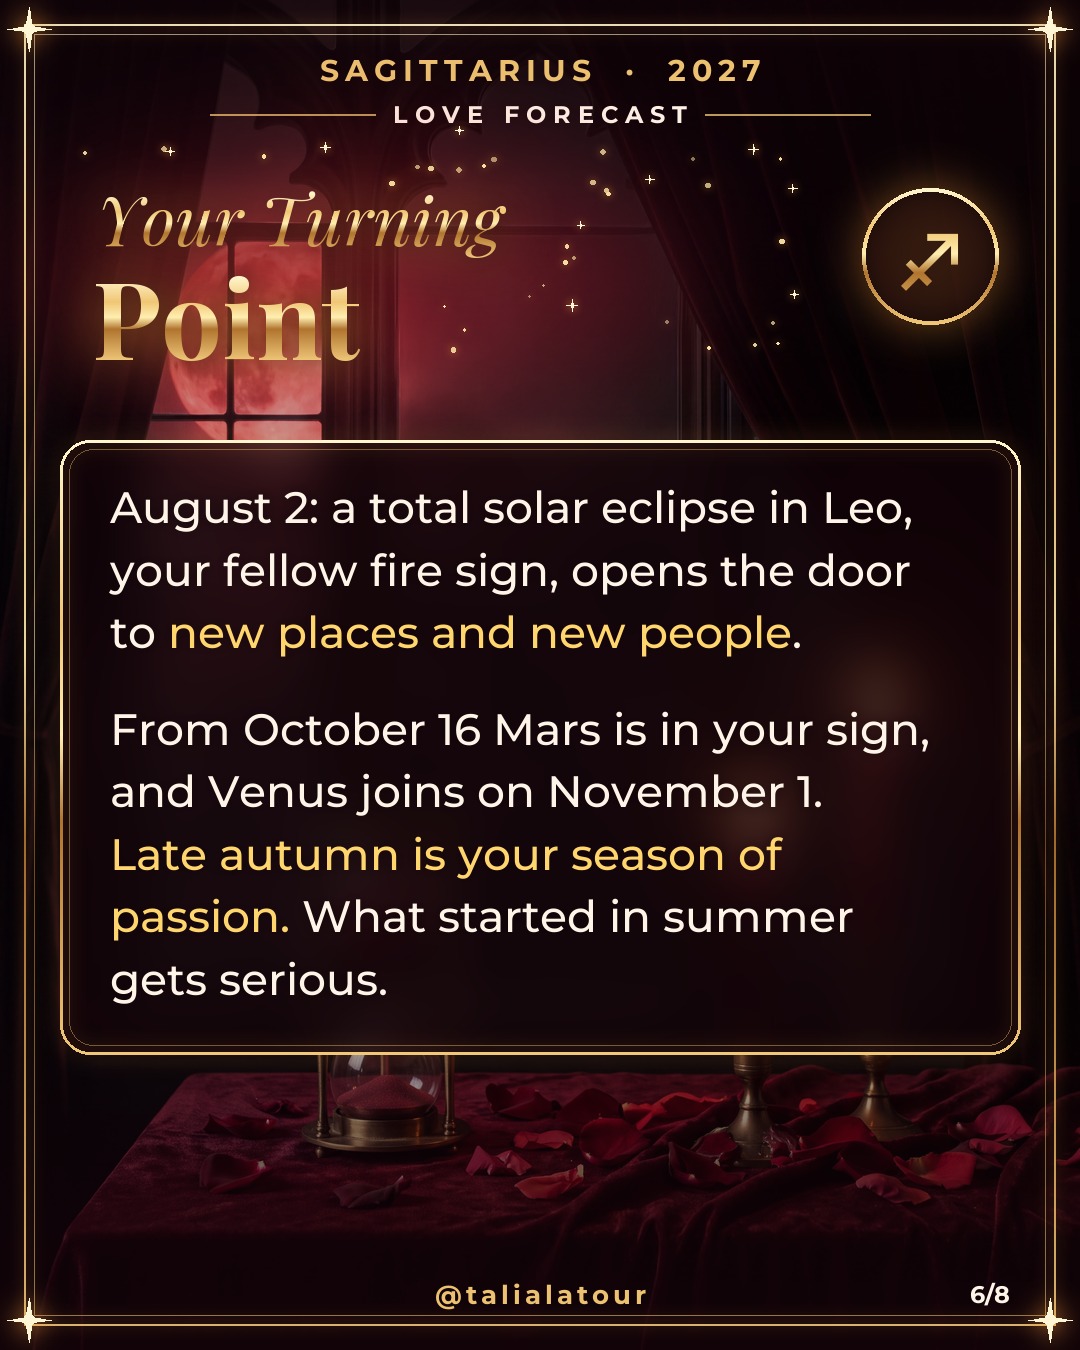 SAGITTARIUS · 2027
LOVE FORECAST
Your Turning
Point
♐
August 2: a total solar eclipse in Leo,
your fellow fire sign, opens the door
to new places and new people.
From October 16 Mars is in your sign,
and Venus joins on November 1.
Late autumn is your season of
passion. What started in summer
gets serious.
@talialatour
6/8